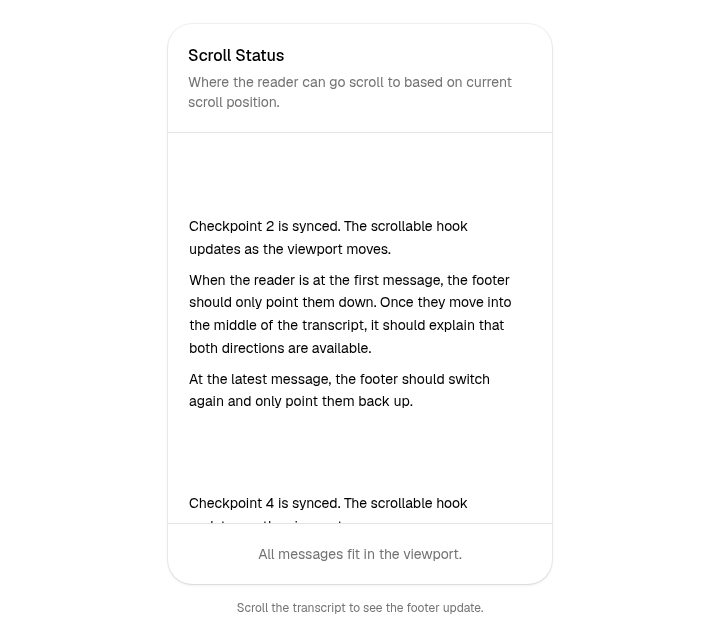 Scroll Status
Where the reader can go scroll to based on current
scroll position.
Checkpoint 2 is synced. The scrollable hook
updates as the viewport moves.
When the reader is at the first message, the footer
should only point them down. Once they move into
the middle of the transcript, it should explain that
both directions are available.
At the latest message, the footer should switch
again and only point them back up.
Checkpoint 4 is synced. The scrollable hook
All messages fit in the viewport.
Scroll the transcript to see the footer update.